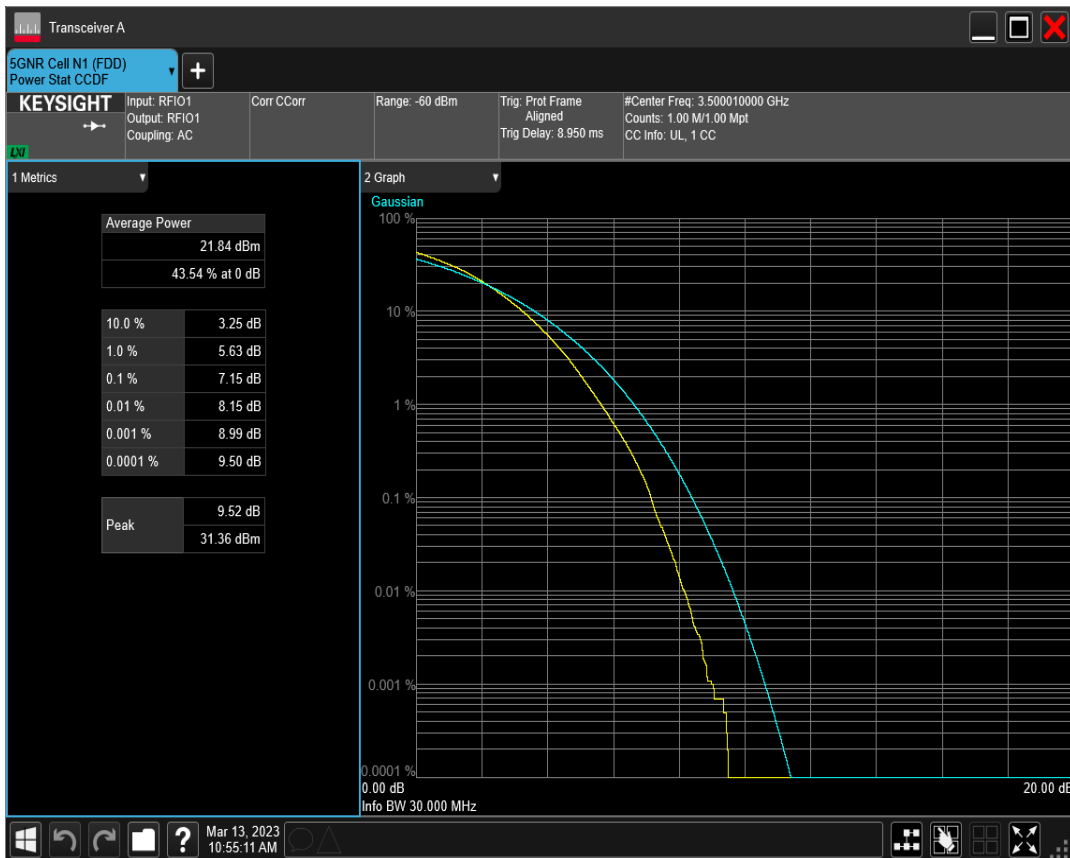 Transceiver A
5GNR Cell N1 (FDD)
Power Stat CCDF
KEYSIGHT
LXI
Input: RFIO1
Output: RFIO1
Coupling: AC
Corr CCorr
Range: -60 dBm
Trig: Prot Frame
Aligned
Trig Delay: 8.950 ms
#Center Freq: 3.500010000 GHz
Counts: 1.00 M/1.00 Mpt
CC Info: UL, 1 CC
1 Metrics
Average Power
21.84 dBm
43.54 % at 0 dB
10.0 % 3.25 dB
1.0 % 5.63 dB
0.1 % 7.15 dB
0.01 % 8.15 dB
0.001 % 8.99 dB
0.0001 % 9.50 dB
Peak
9.52 dB
31.36 dBm
2 Graph
Gaussian
100 %
10 %
1 %
0.1 %
0.01 %
0.001 %
0.0001 %
0.00 dB 20.00 dB
Info BW 30.000 MHz
Mar 13, 2023
10:55:11 AM